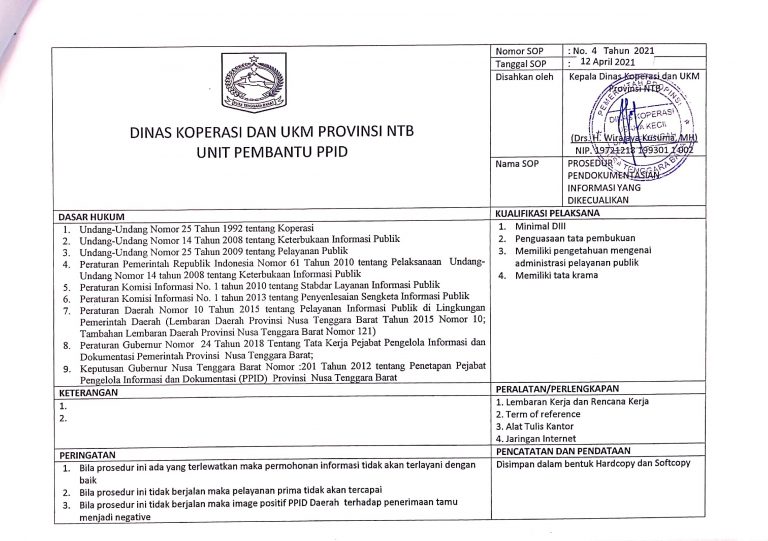 NUSA TENGGARA BARAT
DINAS KOPERASI DAN UKM PROVINSI NTB
UNIT PEMBANTU PPID
Nomor SOP : No. 4 Tahun 2021
Tanggal SOP : 12 April 2021
Disahkan oleh Kepala Dinas Koperasi dan UKM
Provinsi NTB
PEMERINTAH PROPINSI
DINAS KOPERASI
(Drs. H. Wirajaya Kusuma, MH)
NIP. 19721218 199301 1 002
NUSA TENGGARA BARAT
Nama SOP PROSEDUR
PENDOKUMENTASIAN
INFORMASI YANG
DIKECUALIKAN
DASAR HUKUM
1. Undang-Undang Nomor 25 Tahun 1992 tentang Koperasi
2. Undang-Undang Nomor 14 Tahun 2008 tentang Keterbukaan Informasi Publik
3. Undang-Undang Nomor 25 Tahun 2009 tentang Pelayanan Publik
4. Peraturan Pemerintah Republik Indonesia Nomor 61 Tahun 2010 tentang Pelaksanaan Undang-
Undang Nomor 14 tahun 2008 tentang Keterbukaan Informasi Publik
5. Peraturan Komisi Informasi No. 1 tahun 2010 tentang Stabdar Layanan Informasi Publik
6. Peraturan Komisi Informasi No. 1 tahun 2013 tentang Penyenlesaian Sengketa Informasi Publik
7. Peraturan Daerah Nomor 10 Tahun 2015 tentang Pelayanan Informasi Publik di Lingkungan
Pemerintah Daerah (Lembaran Daerah Provinsi Nusa Tenggara Barat Tahun 2015 Nomor 10;
Tambahan Lembaran Daerah Provinsi Nusa Tenggara Barat Nomor 121)
8. Peraturan Gubernur Nomor 24 Tahun 2018 Tentang Tata Kerja Pejabat Pengelola Informasi dan
Dokumentasi Pemerintah Provinsi Nusa Tenggara Barat;
9. Keputusan Gubernur Nusa Tenggara Barat Nomor :201 Tahun 2012 tentang Penetapan Pejabat
Pengelola Informasi dan Dokumentasi (PPID) Provinsi Nusa Tenggara Barat
KUALIFIKASI PELAKSANA
1. Minimal DIII
2. Penguasaan tata pembukuan
3. Memiliki pengetahuan mengenai
administrasi pelayanan publik
4. Memiliki tata krama
KETERANGAN
1.
2.
PERALATAN/PERLENGKAPAN
1. Lembaran Kerja dan Rencana Kerja
2. Term of reference
3. Alat Tulis Kantor
4. Jaringan Internet
PERINGATAN
1. Bila prosedur ini ada yang terlewatkan maka permohonan informasi tidak akan terlayani dengan
baik
2. Bila prosedur ini tidak berjalan maka pelayanan prima tidak akan tercapai
3. Bila prosedur ini tidak berjalan maka image positif PPID Daerah terhadap penerimaan tamu
menjadi negative
PENCATATAN DAN PENDATAAN
Disimpan dalam bentuk Hardcopy dan Softcopy